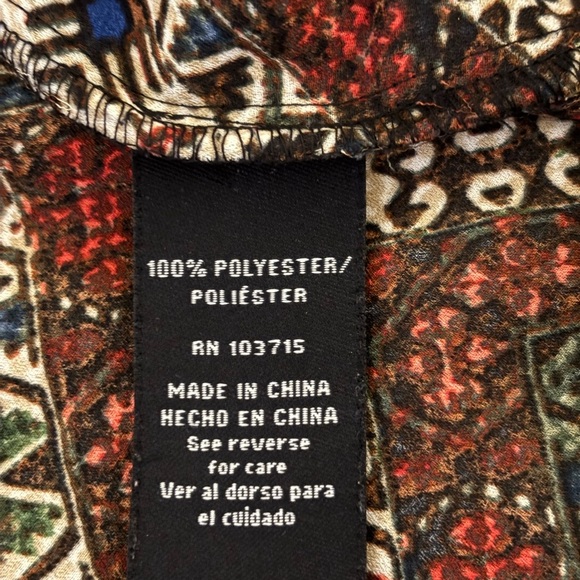 100% POLYESTER/
POLIÉSTER
RN 103715
MADE IN CHINA
HECHO EN CHINA
See reverse
for care
Ver al dorso para
el cuidado